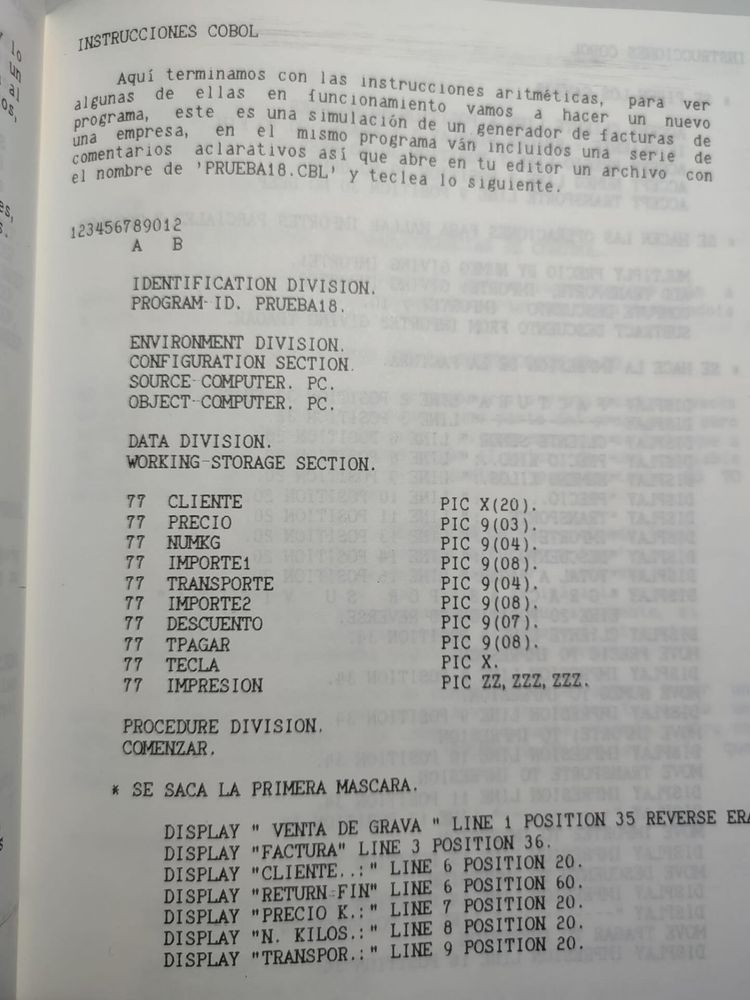 INSTRUCCIONES COBOL
Aquí terminamos con las instrucciones aritméticas, para ver
algunas de ellas en funcionamiento vamos a hacer un nuevo
programa, este es una simulación de un generador de facturas de
una empresa, en el mismo programa ván incluidos una serie de
comentarios aclarativos así que abre en tu editor un archivo con
el nombre de 'PRUEBA18.CBL' y teclea lo siguiente.
123456789012
A B
IDENTIFICATION DIVISION.
PROGRAM-ID. PRUEBA18.
ENVIRONMENT DIVISION.
CONFIGURATION SECTION.
SOURCE-COMPUTER. PC.
OBJECT-COMPUTER. PC.
DATA DIVISION.
WORKING-STORAGE SECTION.
77 CLIENTE PIC X(20).
77 PRECIO PIC 9(03).
77 NUMKG PIC 9(04).
77 IMPORTE1 PIC 9(08).
77 TRANSPORTE PIC 9(04).
77 IMPORTE2 PIC 9(08).
77 DESCUENTO PIC 9(07).
77 TPAGAR PIC 9(08).
77 TECLA PIC X.
77 IMPRESION PIC ZZ,ZZZ,ZZZ.
PROCEDURE DIVISION.
COMENZAR.
* SE SACA LA PRIMERA MASCARA.
DISPLAY " VENTA DE GRAVA " LINE 1 POSITION 35 REVERSE ERA
DISPLAY "FACTURA" LINE 3 POSITION 36.
DISPLAY "CLIENTE..:" LINE 6 POSITION 20.
DISPLAY "RETURN=FIN" LINE 6 POSITION 60.
DISPLAY "PRECIO K.:" LINE 7 POSITION 20.
DISPLAY "N. KILOS.:" LINE 8 POSITION 20.
DISPLAY "TRANSPOR.:" LINE 9 POSITION 20.